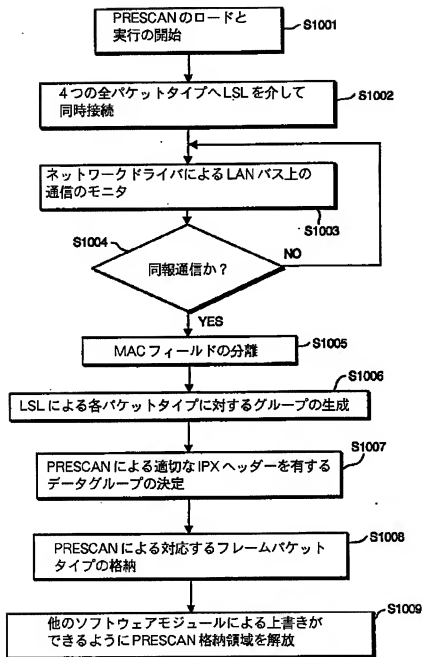 PRESCANのロードと
実行の開始
S1001
4つの全パケットタイプへLSLを介して
同時接続
S1002
ネットワークドライバによるLANバス上の
通信のモニタ
S1003
S1004
同報通信か?
NO
YES
MACフィールドの分離
S1005
S1006
LSLによる各パケットタイプに対するグループの生成
S1007
PRESCANによる適切なIPXヘッダーを有する
データグループの決定
PRESCANによる対応するフレームパケット
タイプの格納
S1008
S1009
他のソフトウェアモジュールによる上書きが
できるようにPRESCAN格納領域を解放